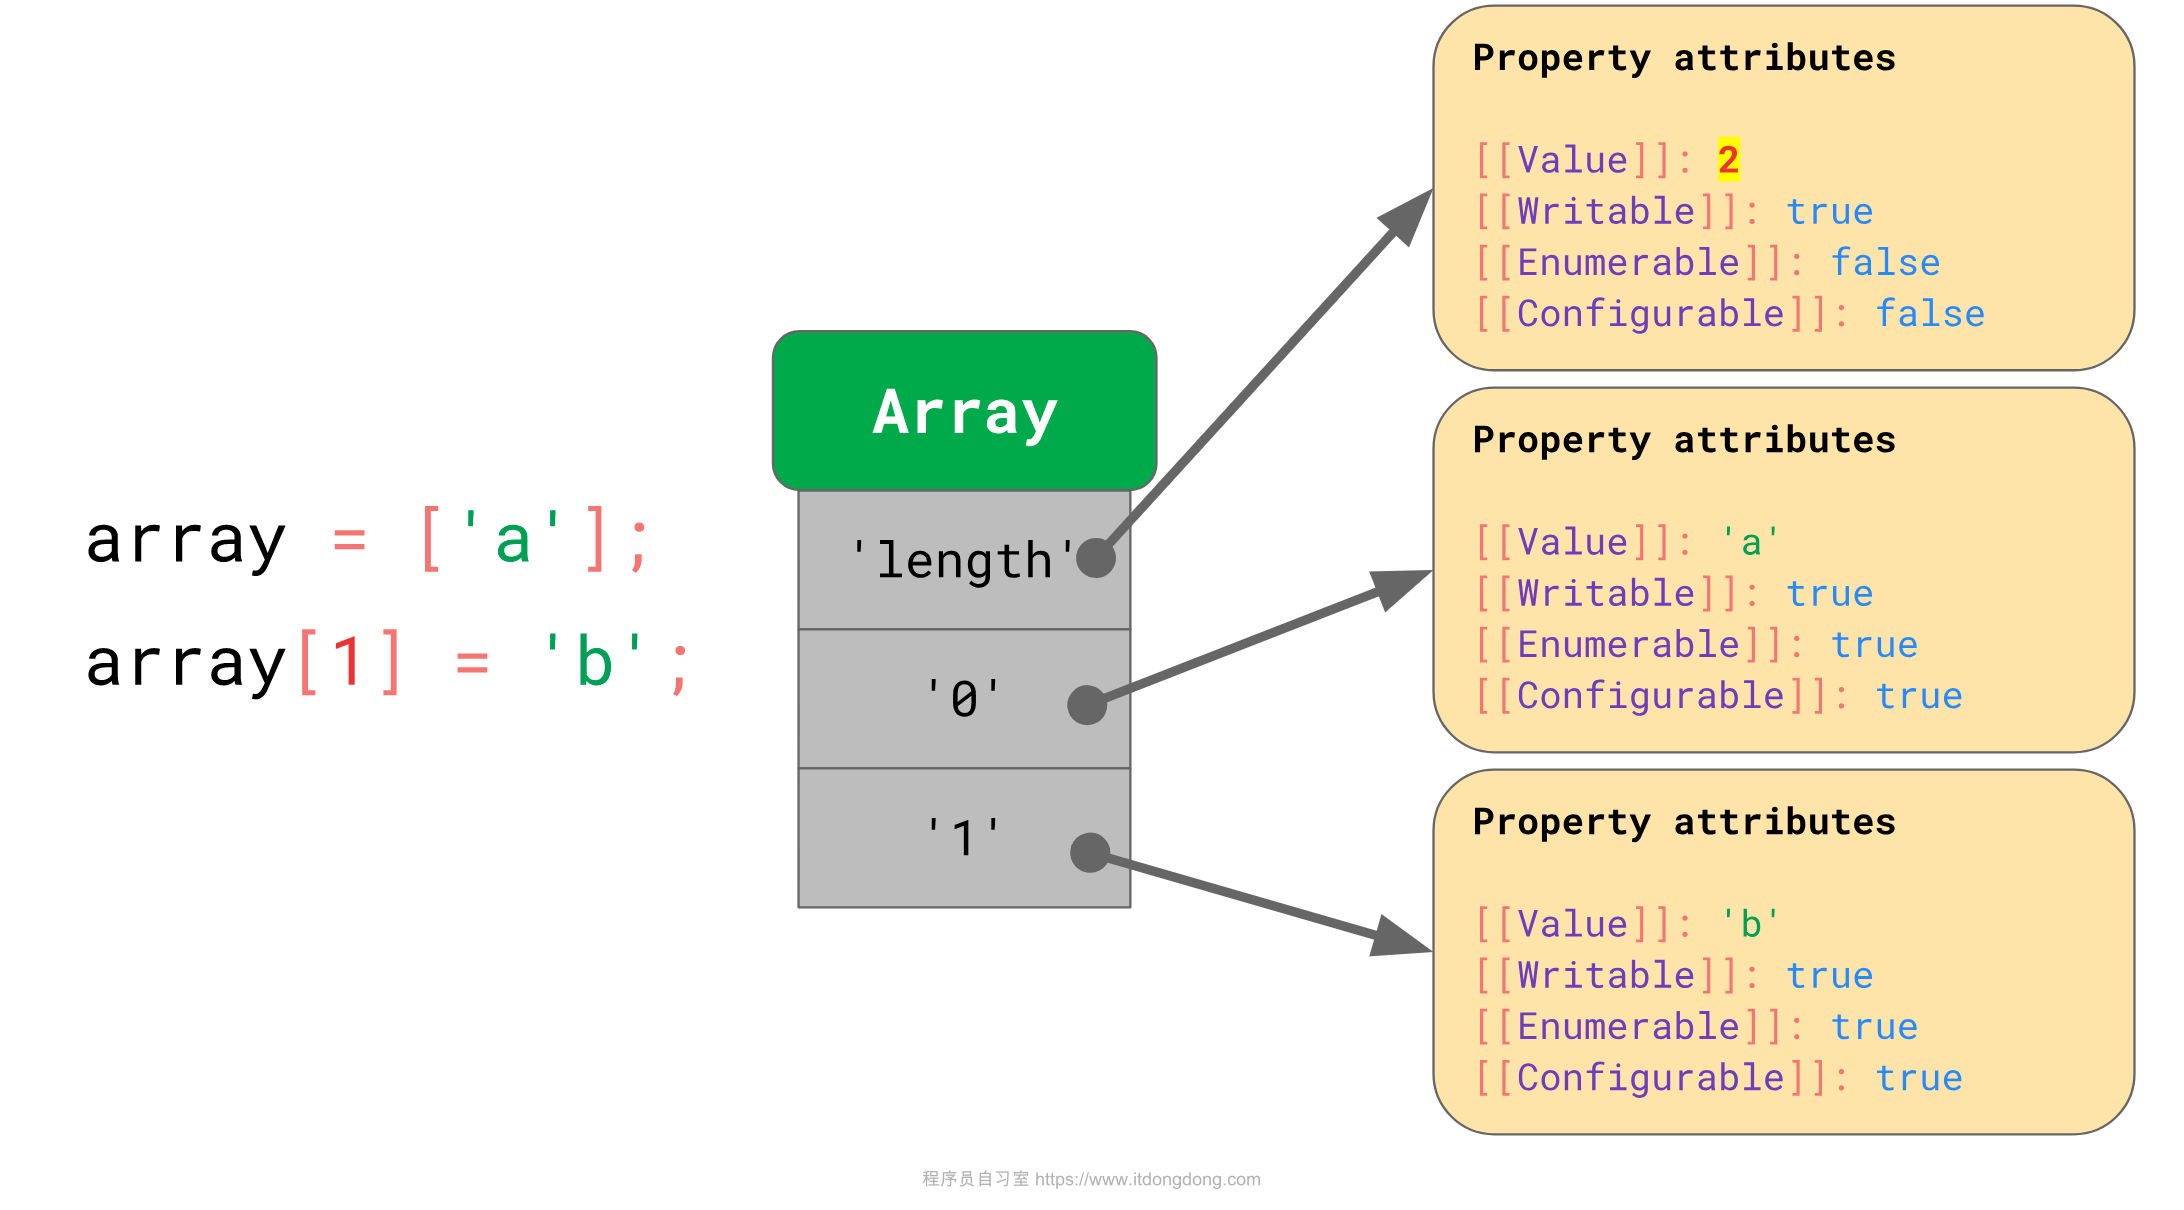 array = ['a'];
array[1] = 'b';
Array
'length'
'0'
'1'
Property attributes
[[Value]]: 2
[[Writable]]: true
[[Enumerable]]: false
[[Configurable]]: false
Property attributes
[[Value]]: 'a'
[[Writable]]: true
[[Enumerable]]: true
[[Configurable]]: true
Property attributes
[[Value]]: 'b'
[[Writable]]: true
[[Enumerable]]: true
[[Configurable]]: true
程序员自习室 https://www.itdongdong.com